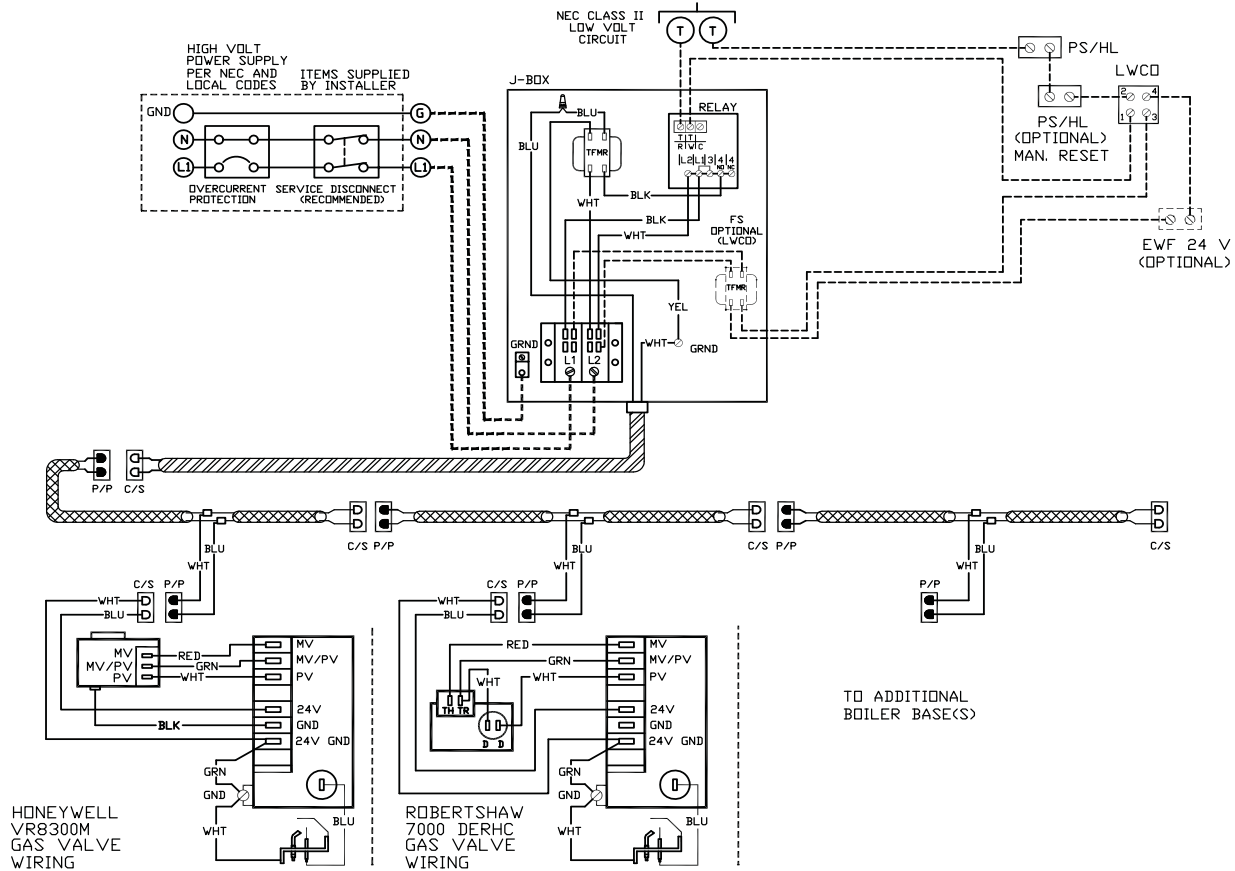 NEC CLASS II
LOW VOLT
CIRCUIT
T T
HIGH VOLT
POWER SUPPLY
PER NEC AND
LOCAL CODES
ITEMS SUPPLIED
BY INSTALLER
GND
G
N
N
L1
L1
OVERCURRENT
PROTECTION
SERVICE DISCONNECT
(RECOMMENDED)
J-BOX
BLU
BLU
TFMR
RELAY
T T
R W C
L2 L1 3 4 4
NO NC
BLK
WHT
BLK
WHT
FS
OPTIONAL
(LWCO)
TFMR
YEL
WHT
GRND
GRND
L1 L2
PS/HL
LWCO
2 4
1 3
PS/HL
(OPTIONAL)
MAN. RESET
EWF 24 V
(OPTIONAL)
P/P C/S
C/S P/P
C/S P/P
C/S
BLU
WHT
BLU
WHT
BLU
WHT
C/S P/P
WHT
BLU
MV
MV/PV
PV
RED
GRN
WHT
MV
MV/PV
PV
24V
GND
24V GND
BLK
GRN
GND
WHT
BLU
HONEYWELL
VR8300M
GAS VALVE
WIRING
C/S P/P
WHT
BLU
RED
GRN
WHT
WHT
TH TR
D D
MV
MV/PV
PV
24V
GND
24V GND
GRN
GND
WHT
BLU
ROBERTSHAW
7000 DERHC
GAS VALVE
WIRING
P/P
TO ADDITIONAL
BOILER BASE(S)